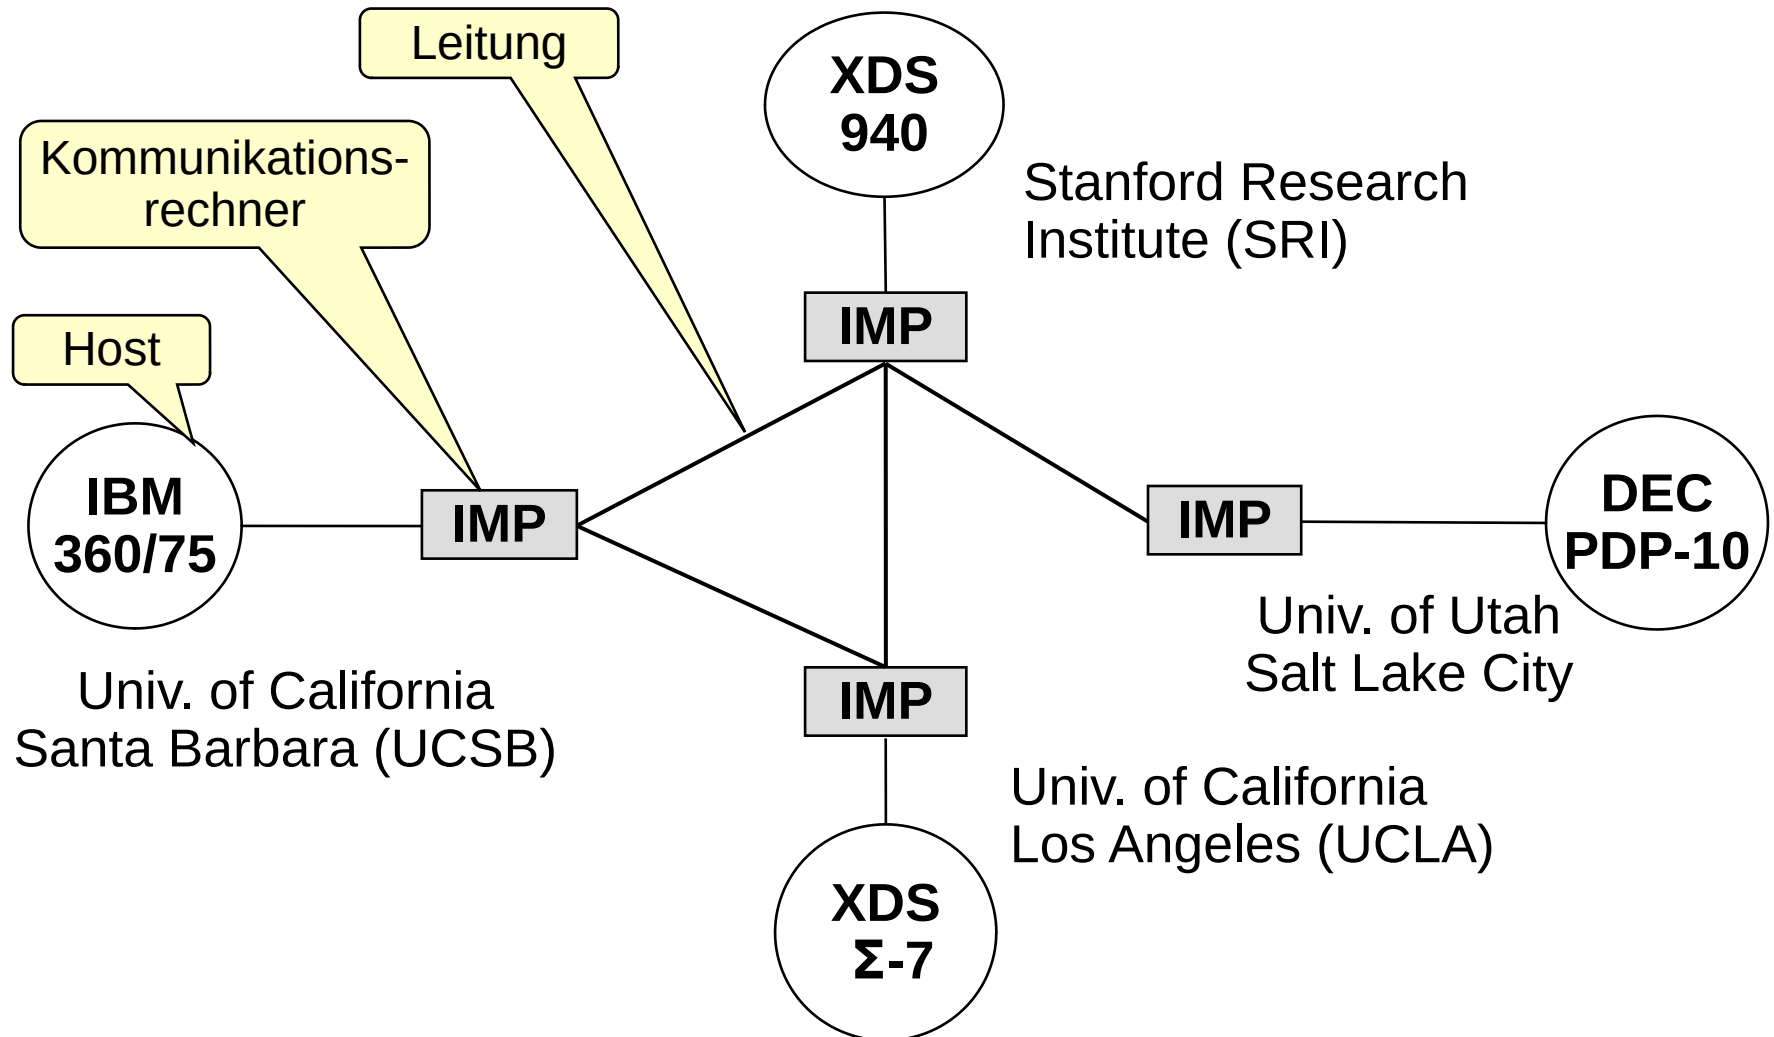 Leitung
XDS
940
Kommunikations-
rechner
Stanford Research
Institute (SRI)
IMP
Host
IBM
360/75
IMP
IMP
DEC
PDP-10
Univ. of Utah
Salt Lake City
Univ. of California
Santa Barbara (UCSB)
IMP
Univ. of California
Los Angeles (UCLA)
XDS
Σ-7